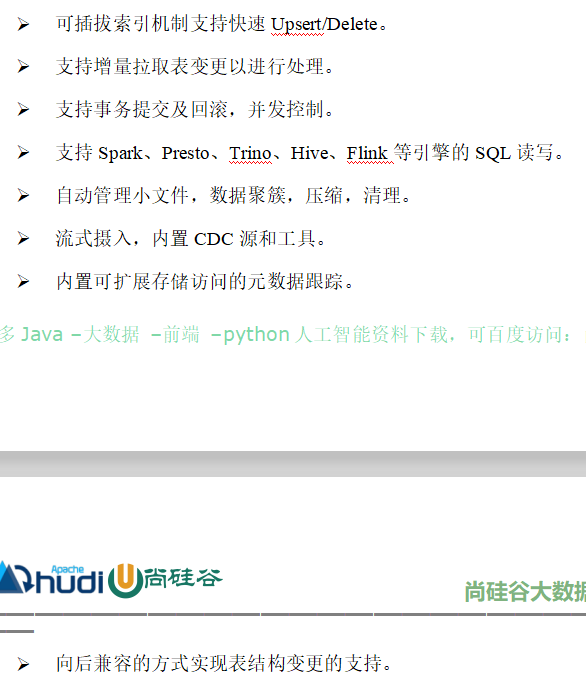 ➢ 可插拔索引机制支持快速 Upsert/Delete。
➢ 支持增量拉取表变更以进行处理。
➢ 支持事务提交及回滚，并发控制。
➢ 支持 Spark、Presto、Trino、Hive、Flink 等引擎的 SQL 读写。
➢ 自动管理小文件，数据聚簇，压缩，清理。
➢ 流式摄入，内置 CDC 源和工具。
➢ 内置可扩展存储访问的元数据跟踪。
多 Java –大数据 –前端 –python 人工智能资料下载，可百度访问：
Apache hudi 尚硅谷
尚硅谷大数据
➢ 向后兼容的方式实现表结构变更的支持。